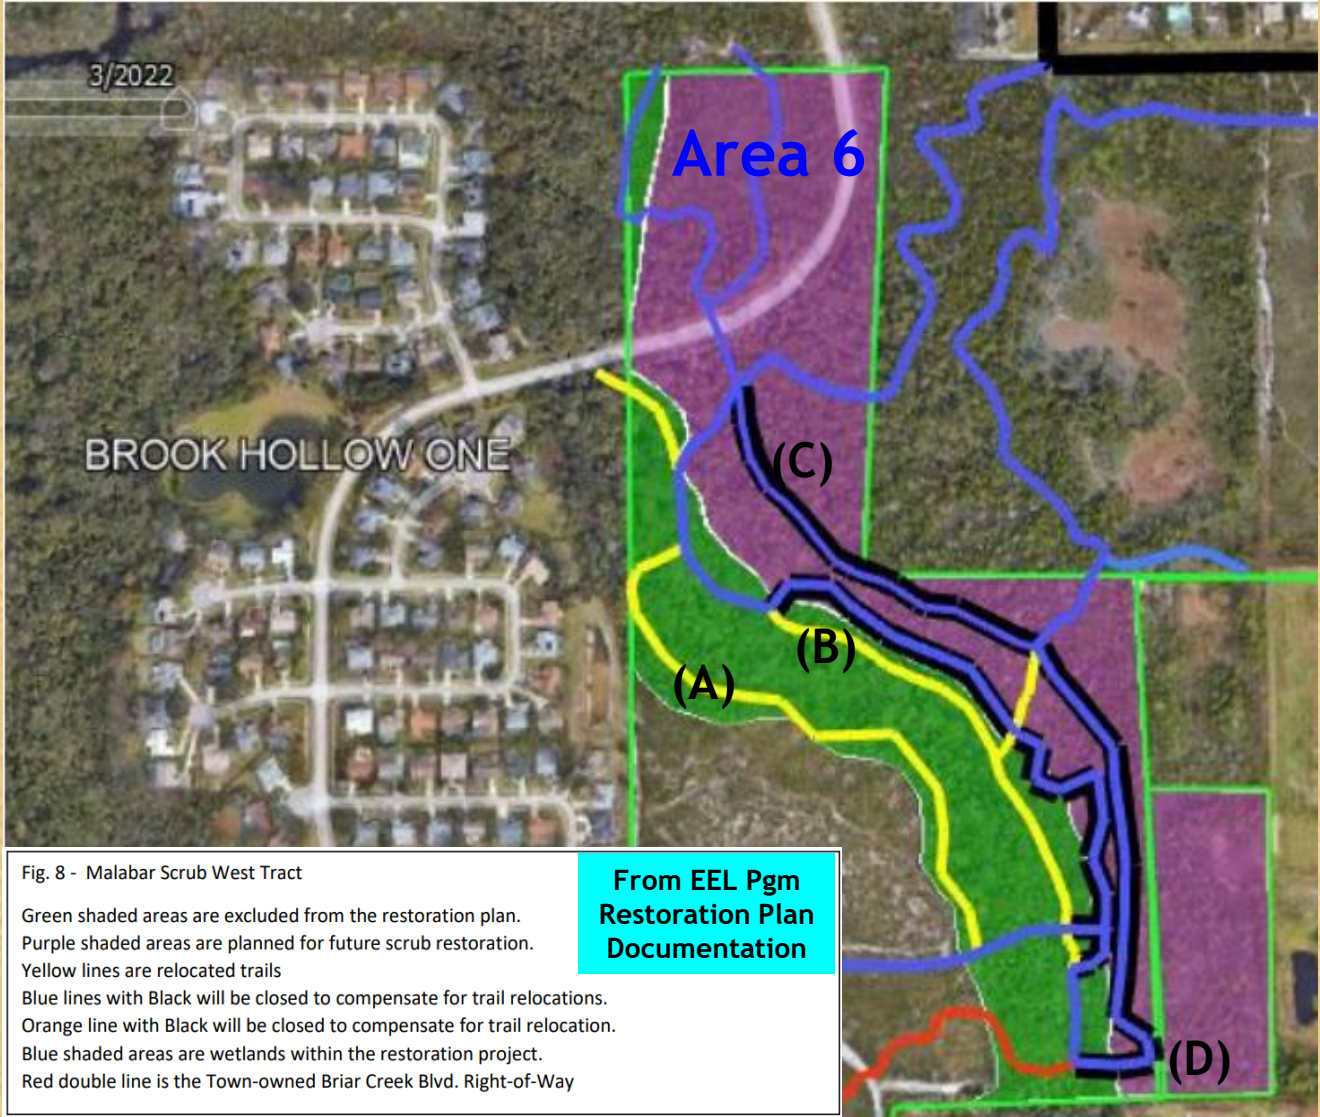 3/2022
Area 6
BROOK HOLLOW ONE
(C)
(B)
(A)
(D)
Fig. 8 - Malabar Scrub West Tract
Green shaded areas are excluded from the restoration plan.
Purple shaded areas are planned for future scrub restoration.
Yellow lines are relocated trails
Blue lines with Black will be closed to compensate for trail relocations.
Orange line with Black will be closed to compensate for trail relocation.
Blue shaded areas are wetlands within the restoration project.
Red double line is the Town-owned Briar Creek Blvd. Right-of-Way
From EEL Pgm
Restoration Plan
Documentation